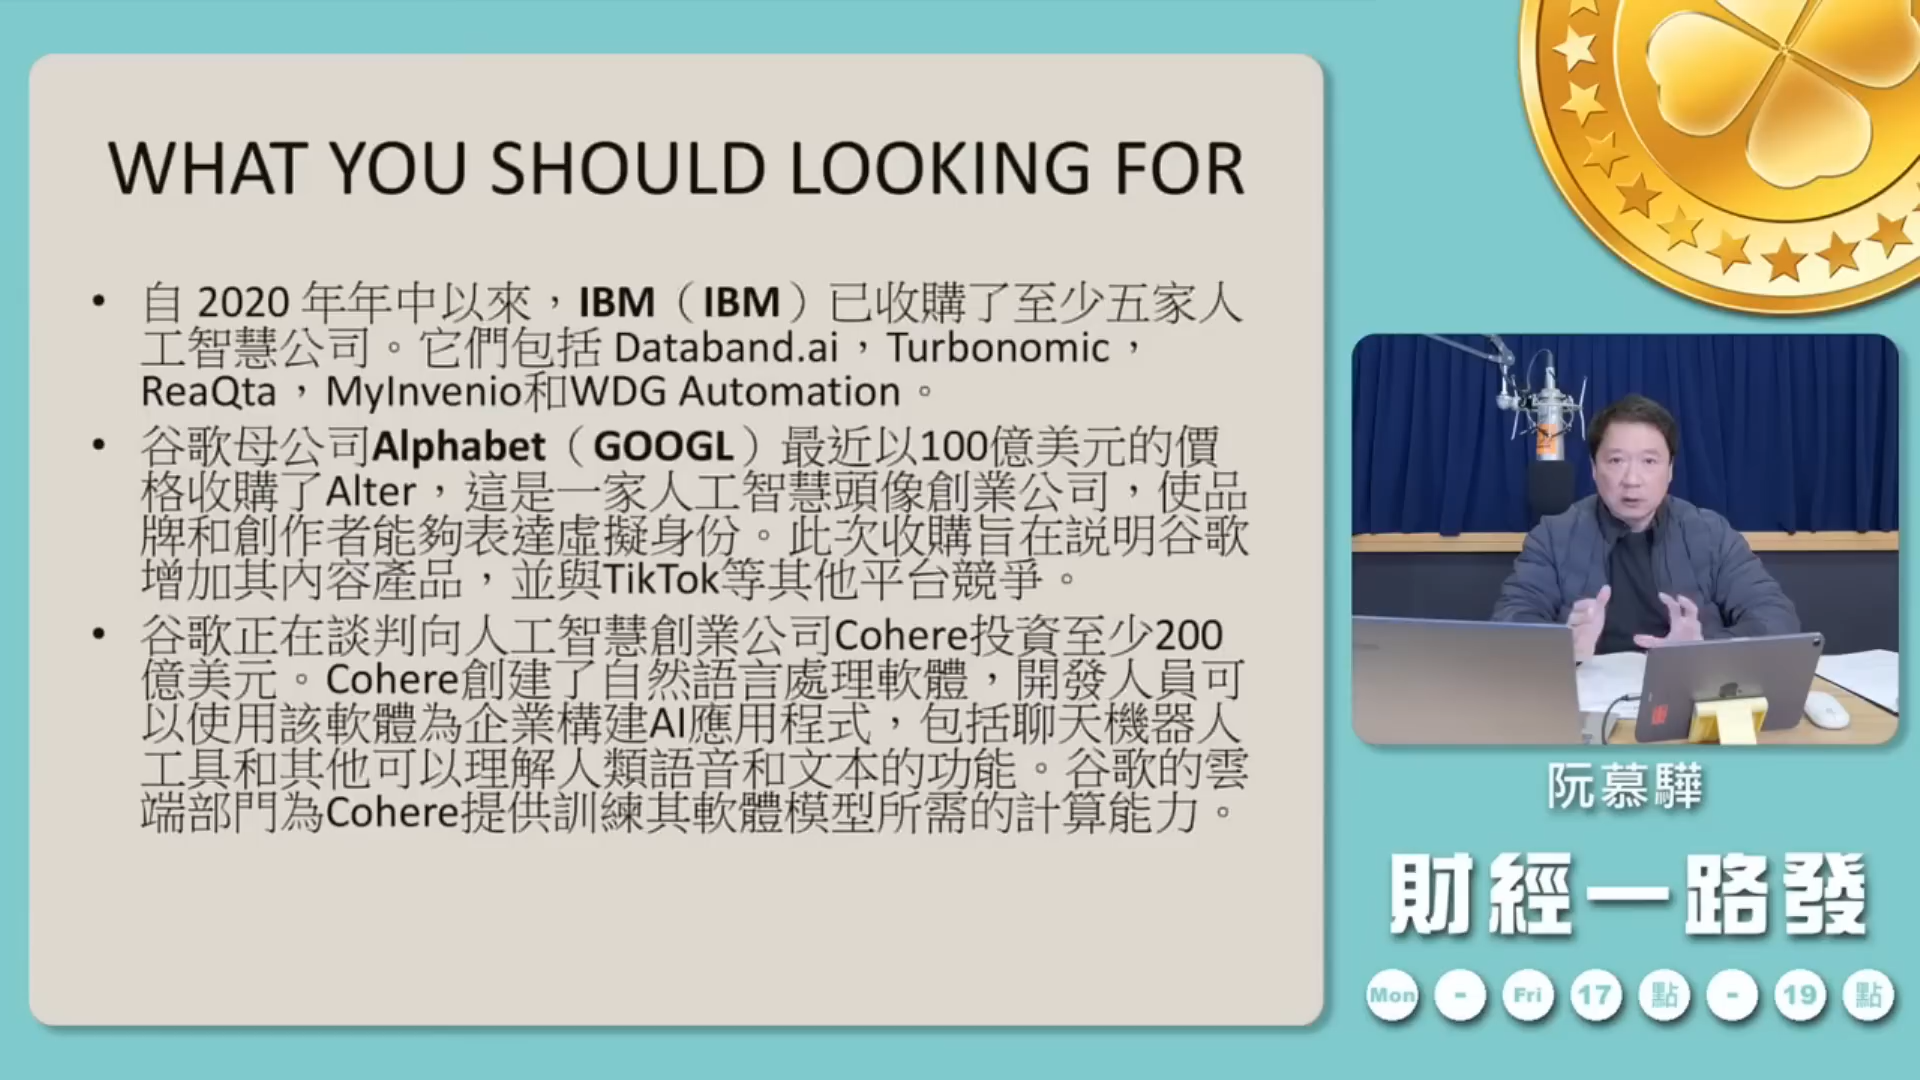 WHAT YOU SHOULD LOOKING FOR
• 自 2020 年年中以來，IBM（IBM）已收購了至少五家人
工智慧公司。它們包括 Databand.ai，Turbonomic，
ReaQta，MyInvenio和WDG Automation。
• 谷歌母公司Alphabet（GOOGL）最近以100億美元的價
格收購了Alter，這是一家人工智慧頭像創業公司，使品
牌和創作者能夠表達虛擬身份。此次收購旨在説明谷歌
增加其內容產品，並與TikTok等其他平台競爭。
• 谷歌正在談判向人工智慧創業公司Cohere投資至少200
億美元。Cohere創建了自然語言處理軟體，開發人員可
以使用該軟體為企業構建AI應用程式，包括聊天機器人
工具和其他可以理解人類語音和文本的功能。谷歌的雲
端部門為Cohere提供訓練其軟體模型所需的計算能力。
阮慕驊
財經一路發
Mon - Fri 17 點 - 19 點